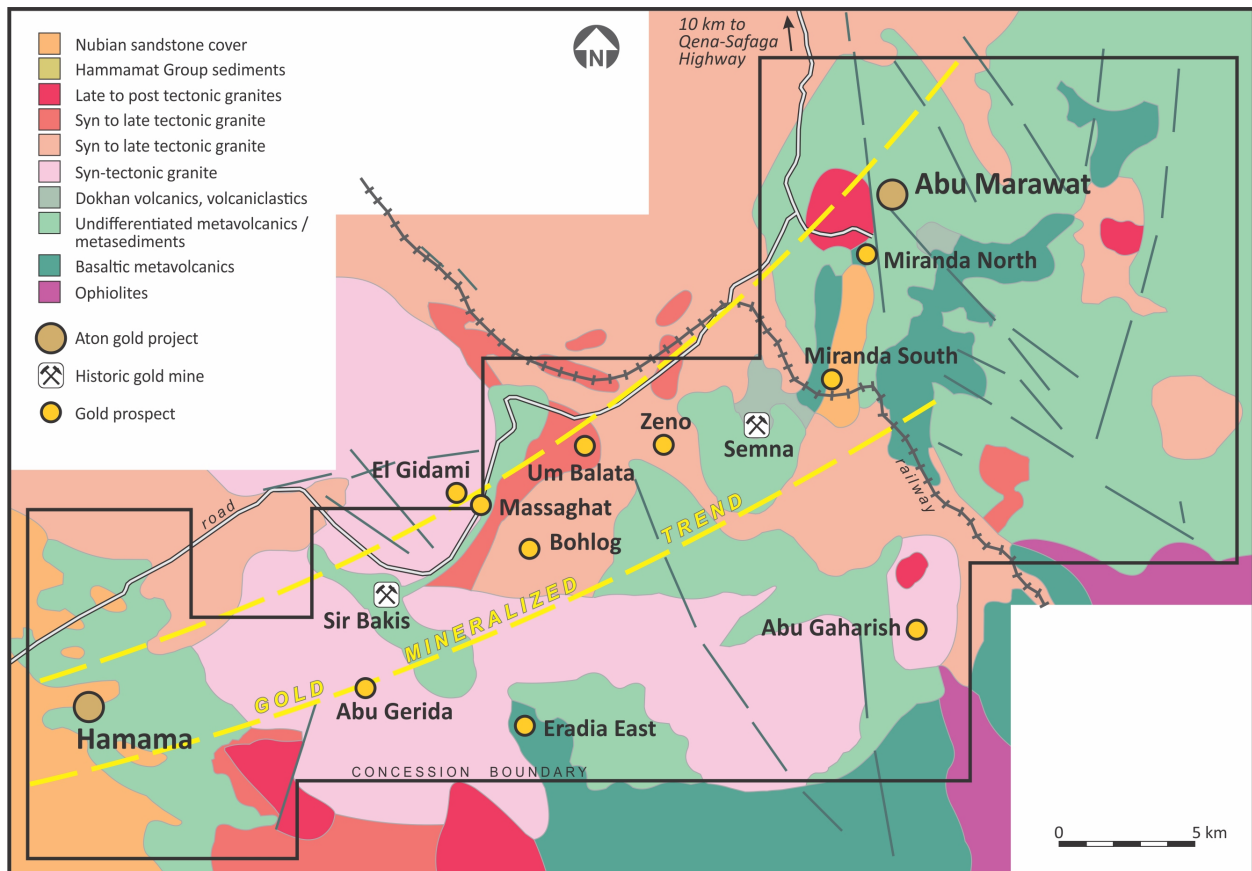 Nubian sandstone cover
Hammamat Group sediments
Late to post tectonic granites
Syn to late tectonic granite
Syn to late tectonic granite
Syn-tectonic granite
Dokhan volcanics, volcaniclastics
Undifferentiated metavolcanics /
metasediments
Basaltic metavolcanics
Ophiolites
Aton gold project
Historic gold mine
Gold prospect
N
10 km to
Qena-Safaga
Highway
Abu Marawat
Miranda North
Miranda South
Zeno
Semna
El Gidami
Um Balata
Massaghat
Bohlog
road
railway
Sir Bakis
Abu Gaharish
GOLD MINERALIZED TREND
Abu Gerida
Eradia East
Hamama
CONCESSION BOUNDARY
0 5 km